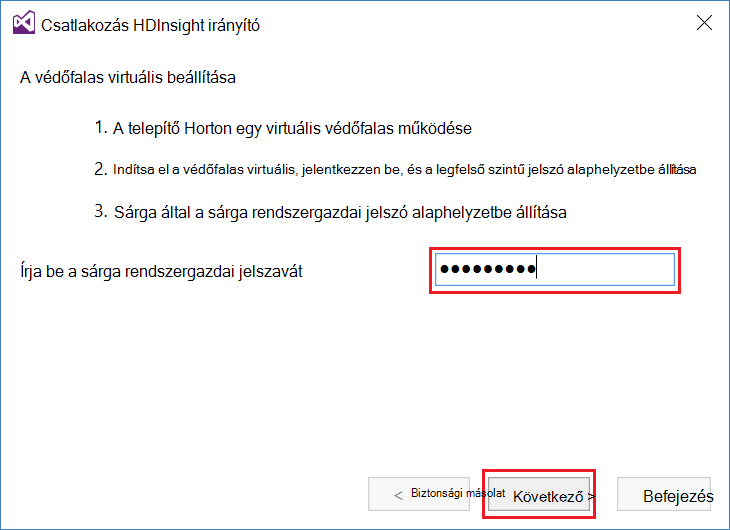 Csatlakozás HDInsight irányító
A védőfalas virtuális beállítása
1. A telepítő Horton egy virtuális védőfalas működése
2. Indítsa el a védőfalas virtuális, jelentkezzen be, és a legfelső szintű jelszó alaphelyzetbe állítása
3. Sárga által a sárga rendszergazdai jelszó alaphelyzetbe állítása
Írja be a sárga rendszergazdai jelszavát ●●●●●●●●●
< Biztonsági másolat Következő > Befejezés